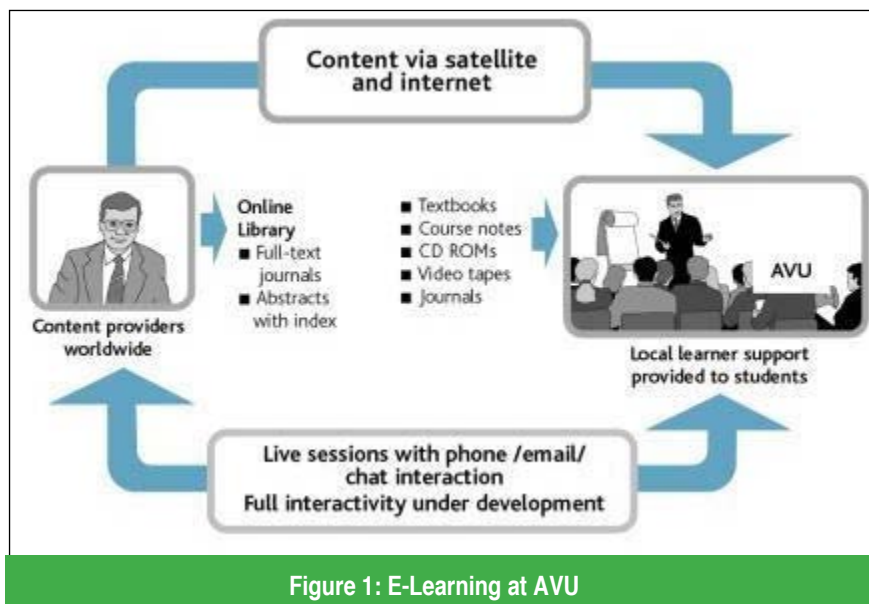 Content via satellite
and internet
Online
Library
■ Full-text
journals
■ Abstracts
with index
■ Textbooks
■ Course notes
■ CD ROMs
■ Video tapes
■ Journals
AVU
Content providers
worldwide
Local learner support
provided to students
Live sessions with phone /email/
chat interaction
Full interactivity under development
Figure 1: E-Learning at AVU